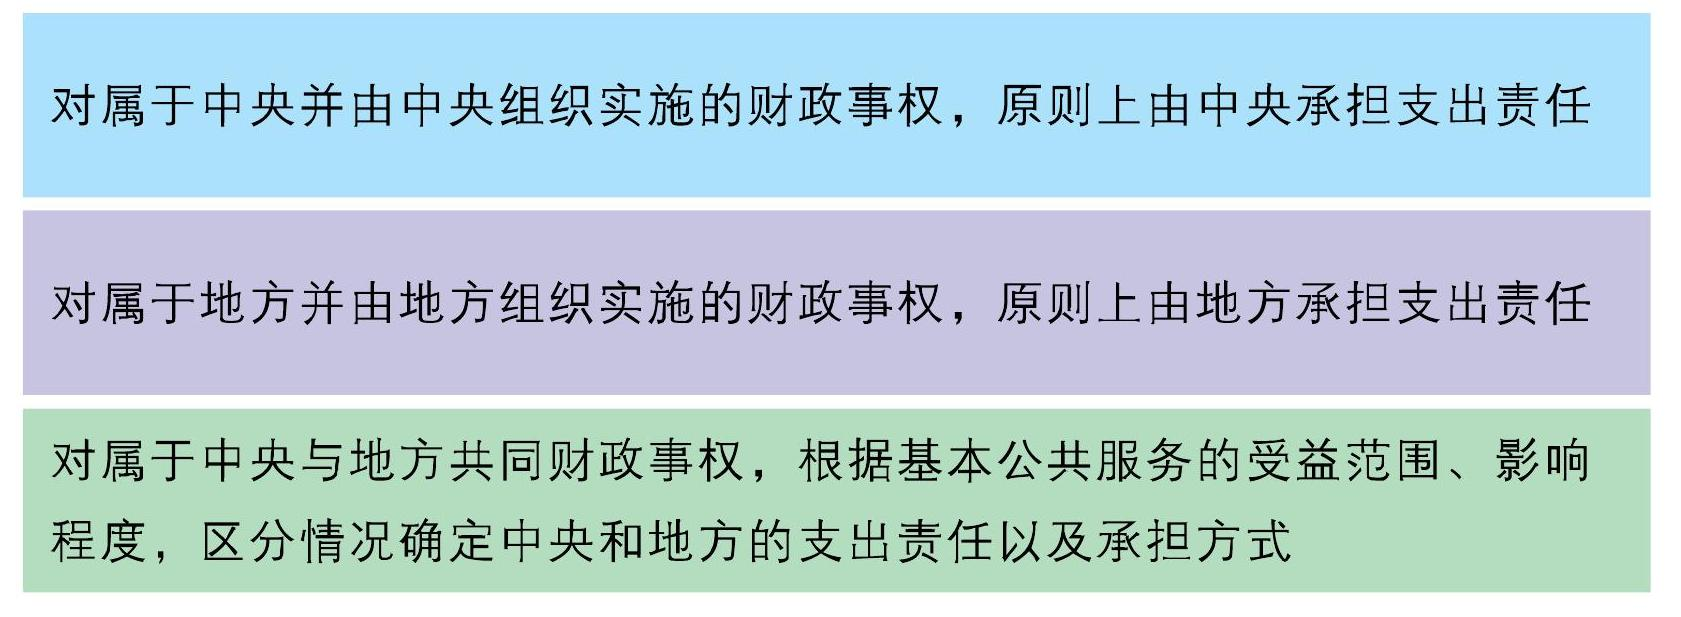 对属于中央并由中央组织实施的财政事权，原则上由中央承担支出责任
对属于地方并由地方组织实施的财政事权，原则上由地方承担支出责任
对属于中央与地方共同财政事权，根据基本公共服务的受益范围、影响
程度，区分情况确定中央和地方的支出责任以及承担方式